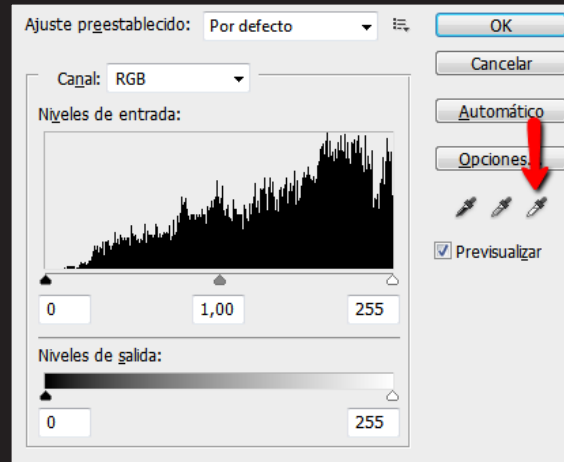 Ajuste preestablecido: Por defecto
OK
Cancelar
Canal: RGB
Niveles de entrada:
Automático
Opciones...
Previsualizar
0 1,00 255
Niveles de salida:
0 255